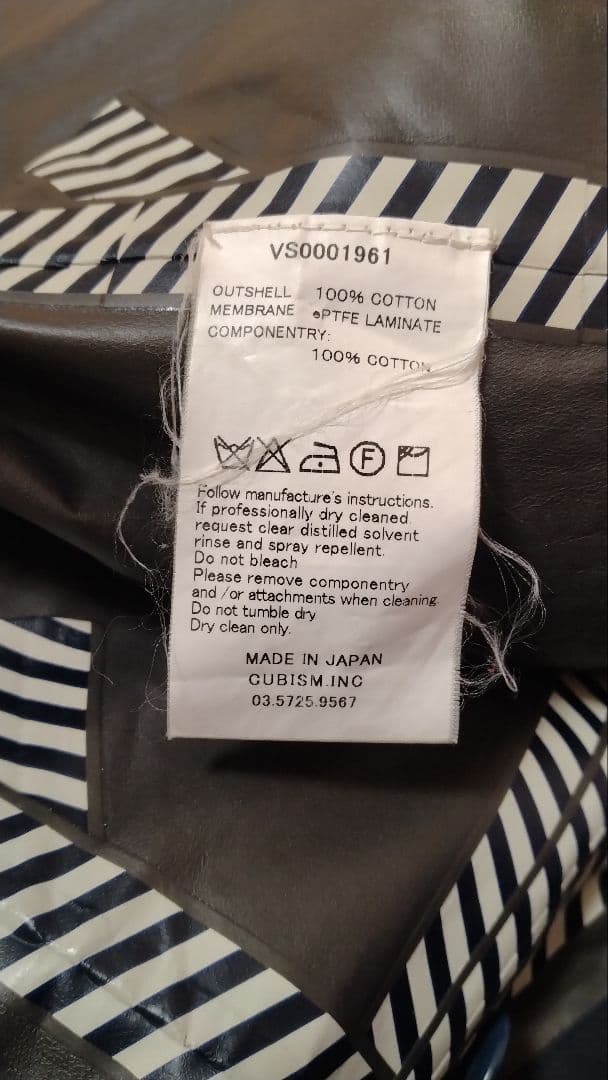 VS0001961
OUTSHELL 100% COTTON
MEMBRANE ePTFE LAMINATE
COMPONENTRY:
100% COTTON
F
Follow manufacture's instructions.
If professionally dry cleaned
request clear distilled solvent
rinse and spray repellent.
Do not bleach
Please remove componentry
and /or attachments when cleaning.
Do not tumble dry
Dry clean only.
MADE IN JAPAN
CUBISM.INC
03.5725.9567